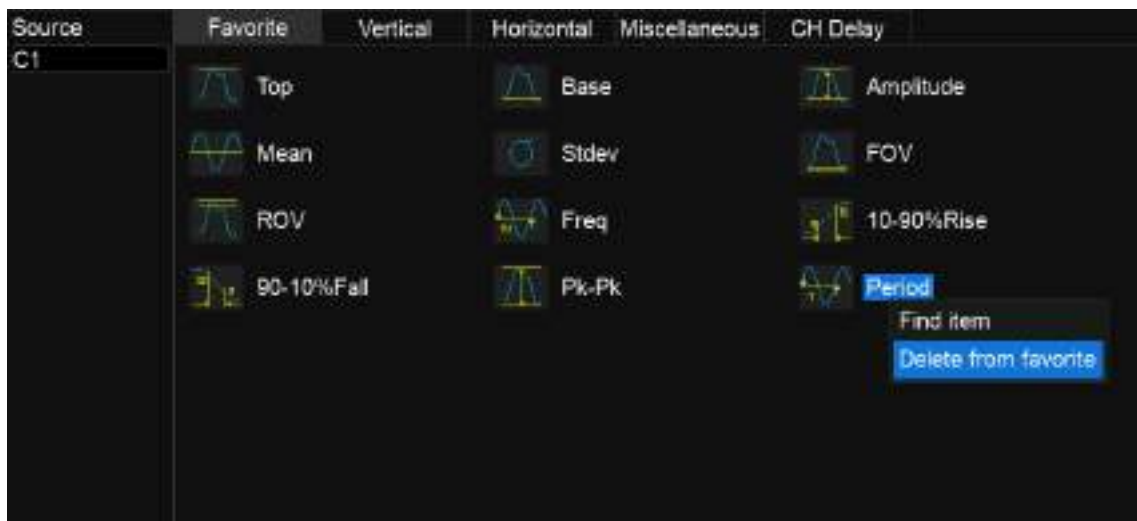 Source Favorite Vertical Horizontal Miscellaneous CH Delay
C1
Top Base Amplitude
Mean Stdev FOV
ROV Freq 10-90%Rise
90-10%Fall Pk-Pk Period
Find item
Delete from favorite